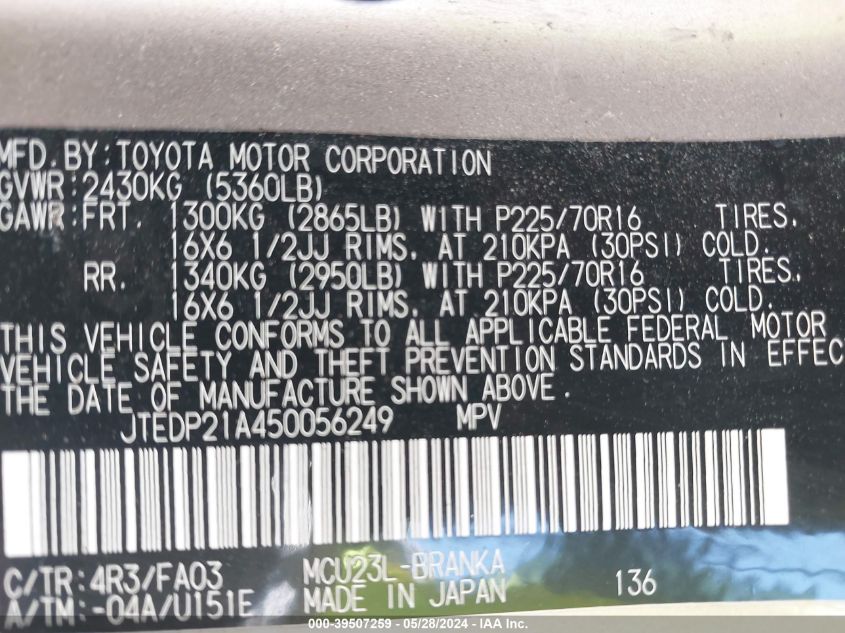 MFD. BY: TOYOTA MOTOR CORPORATION
GVWR: 2430KG (5360LB)
GAWR: FRT. 1300KG (2865LB) WITH P225/70R16 TIRES.
16X6 1/2JJ RIMS. AT 210KPA (30PSI) COLD.
RR. 1340KG (2950LB) WITH P225/70R16 TIRES.
16X6 1/2JJ RIMS. AT 210KPA (30PSI) COLD.
THIS VEHICLE CONFORMS TO ALL APPLICABLE FEDERAL MOTOR
VEHICLE SAFETY AND THEFT PREVENTION STANDARDS IN EFFEC
THE DATE OF MANUFACTURE SHOWN ABOVE.
JTEDP21A450056249 MPV
C/TR: 4R3/FA03 MCU23L-BRANKA
A/TM: -04A/U151E MADE IN JAPAN 136
000-39507259 - 05/28/2024 - IAA Inc.